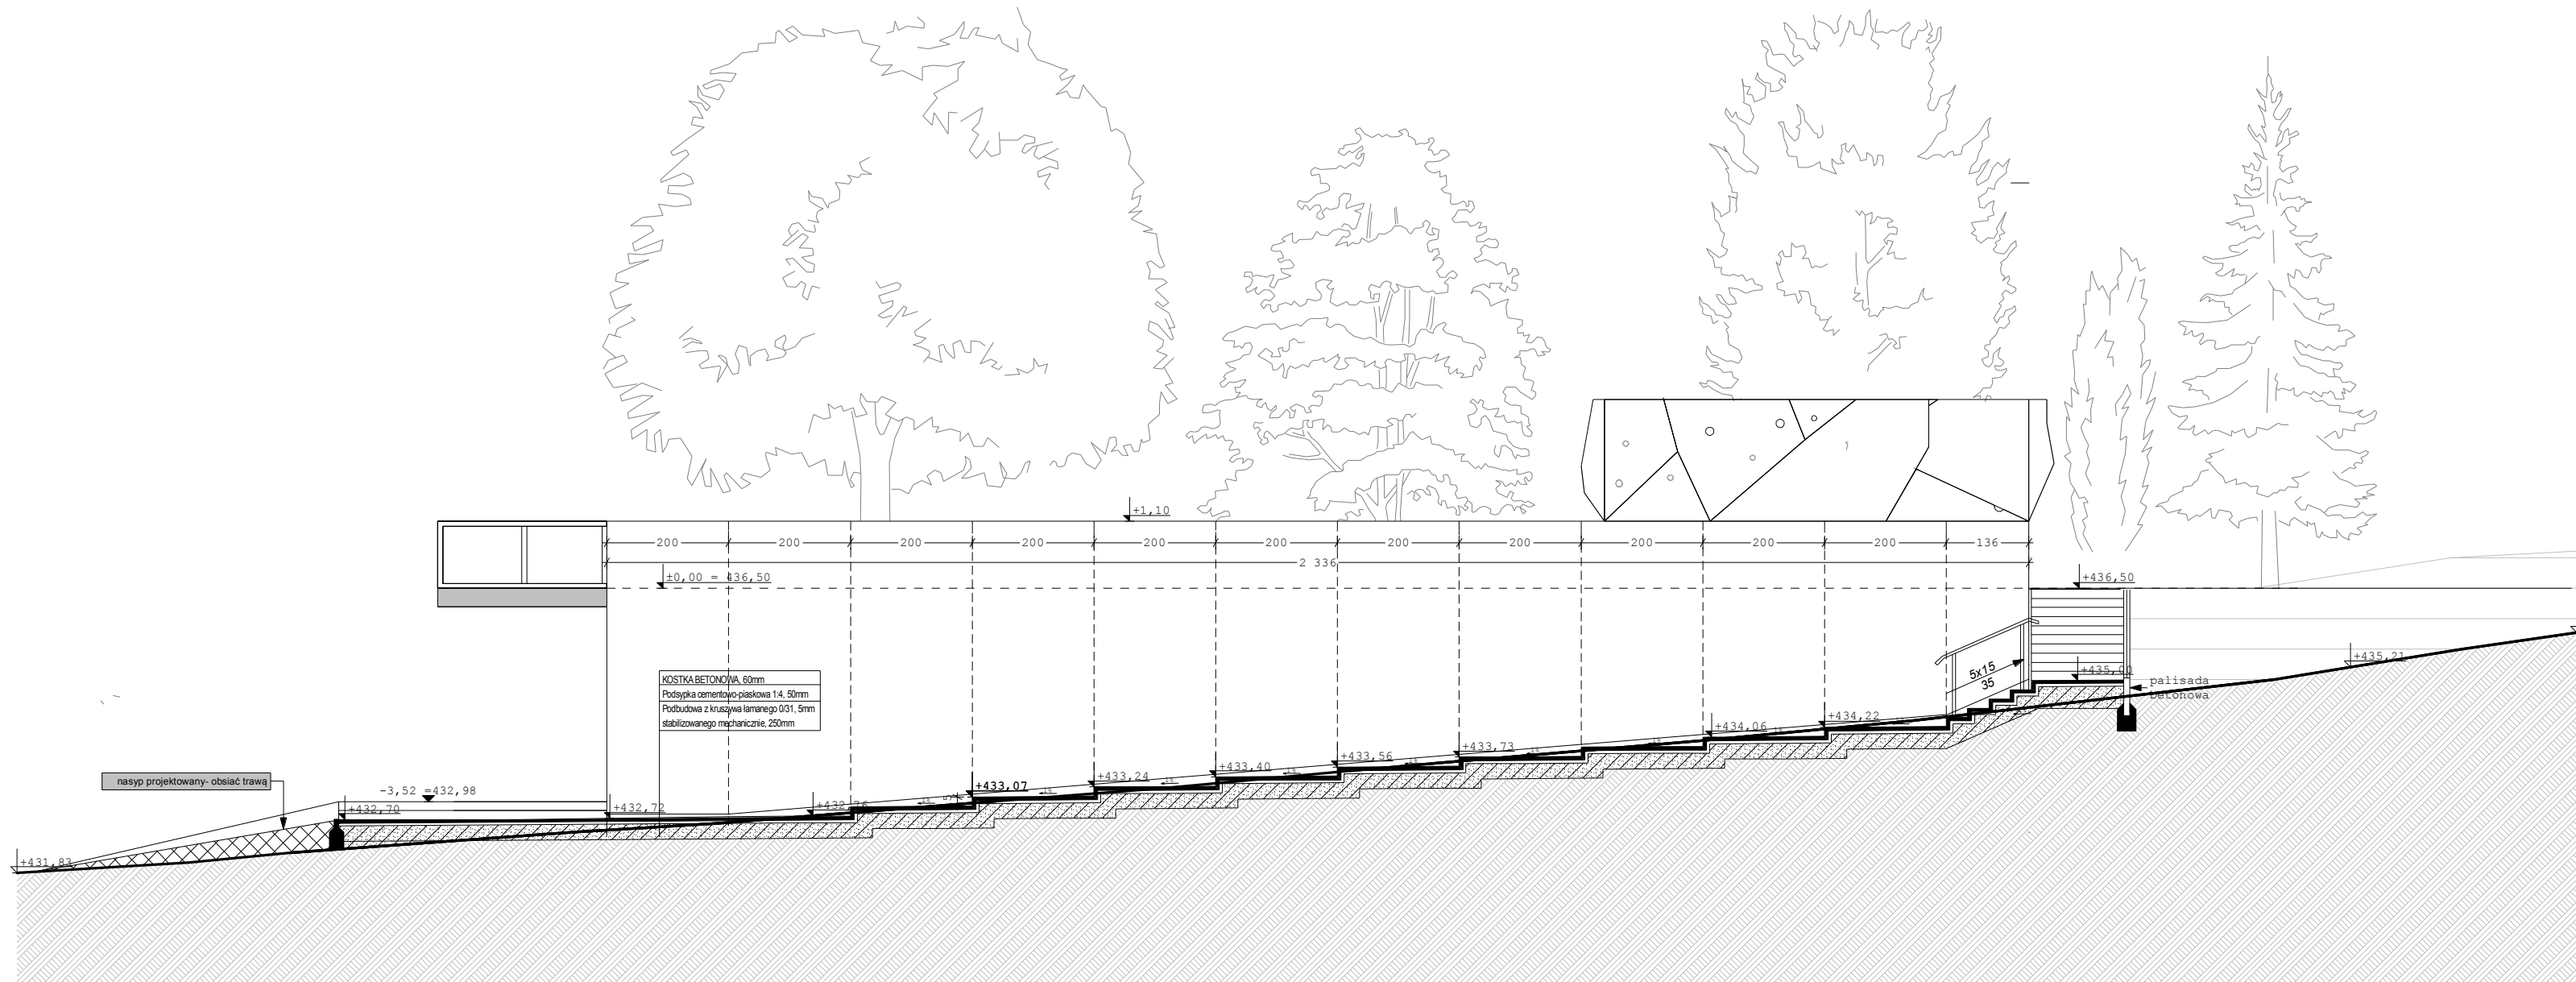 +1,10
200 200 200 200 200 200 200 200 200 200 200 136
2 336
±0,00 = 436,50
+436,50
5x15
35
+435,21
+435,00
palisada
betonowa
KOSTKA BETONOWA, 60mm
Podsypka cementowo-piaskowa 1:4, 50mm
Podbudowa z kruszywa łamanego 0/31, 5mm
stabilizowanego mechanicznie, 250mm
+434,22
+434,06
+433,73
+433,56
+433,40
+433,24
+433,07
nasyp projektowany- obsiać trawą
-3,52 =432,98
+432,70
+432,72
+432,76
+431,83